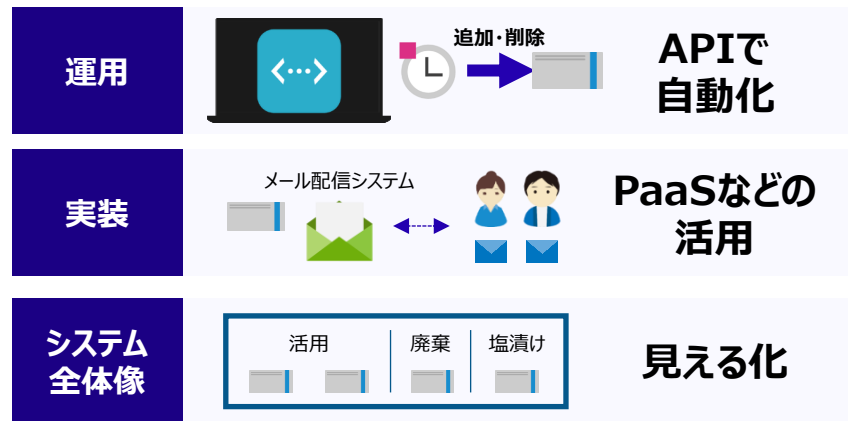 運用
追加・削除
APIで
自動化
実装
メール配信システム
PaaSなどの
活用
システム
全体像
活用
廃棄
塩漬け
見える化